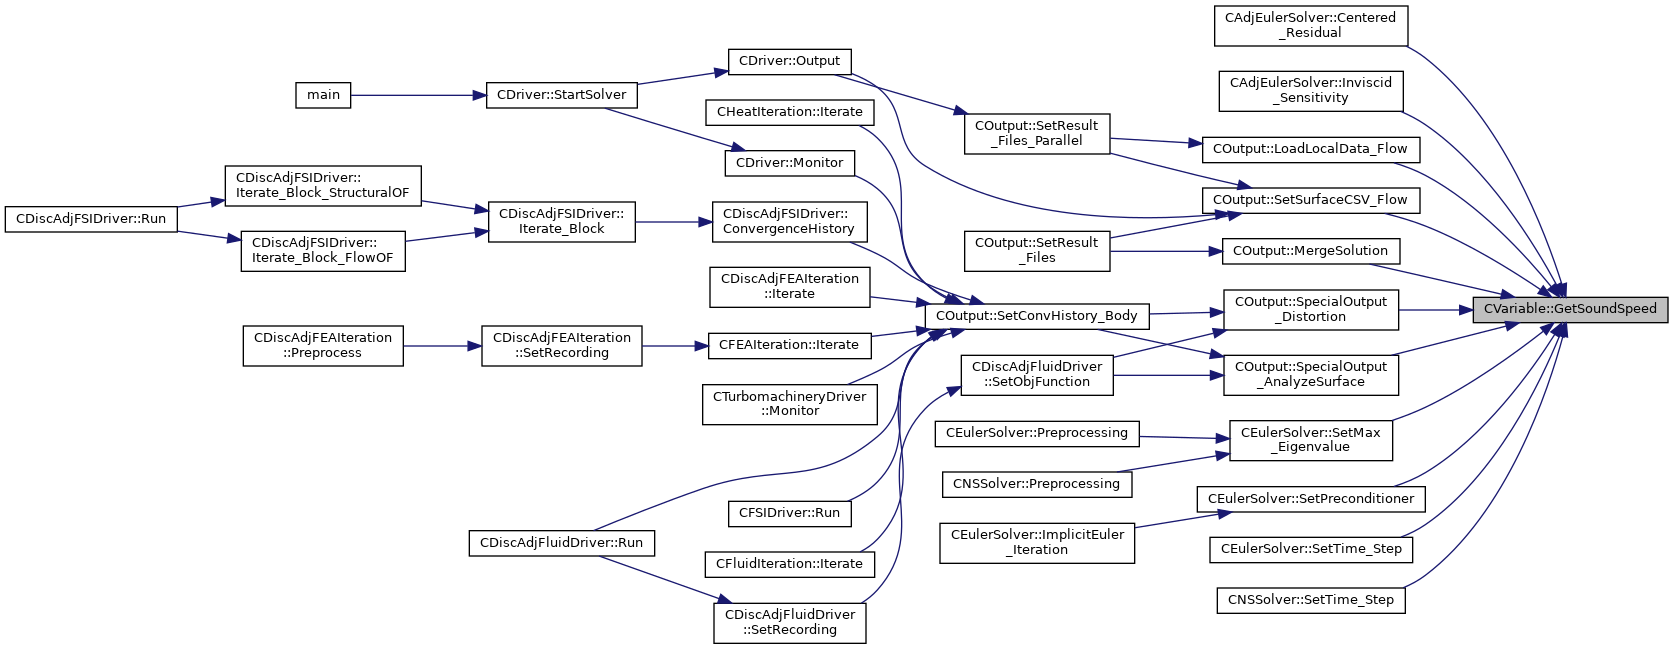 CAdjEulerSolver::Centered
_Residual
CAdjEulerSolver::Inviscid
_Sensitivity
COutput::LoadLocalData_Flow
COutput::SetSurfaceCSV_Flow
COutput::MergeSolution
COutput::SpecialOutput
_Distortion
CVariable::GetSoundSpeed
COutput::SpecialOutput
_AnalyzeSurface
CEulerSolver::SetMax
_Eigenvalue
CEulerSolver::SetPreconditioner
CEulerSolver::SetTime_Step
CNSSolver::SetTime_Step
COutput::SetResult
_Files_Parallel
COutput::SetResult
_Files
COutput::SetConvHistory_Body
CDiscAdjFluidDriver
::SetObjFunction
CEulerSolver::Preprocessing
CNSSolver::Preprocessing
CEulerSolver::ImplicitEuler
_Iteration
CDriver::Output
CHeatIteration::Iterate
CDriver::Monitor
CDiscAdjFSIDriver::
ConvergenceHistory
CDiscAdjFEAIteration
::Iterate
CFEAIteration::Iterate
CTurbomachineryDriver
::Monitor
CFSIDriver::Run
CFluidIteration::Iterate
CDiscAdjFluidDriver
::SetRecording
CDriver::StartSolver
CDiscAdjFSIDriver::
Iterate_Block
CDiscAdjFEAIteration
::SetRecording
CDiscAdjFluidDriver::Run
main
CDiscAdjFSIDriver::
Iterate_Block_StructuralOF
CDiscAdjFSIDriver::
Iterate_Block_FlowOF
CDiscAdjFEAIteration
::Preprocess
CDiscAdjFSIDriver::Run